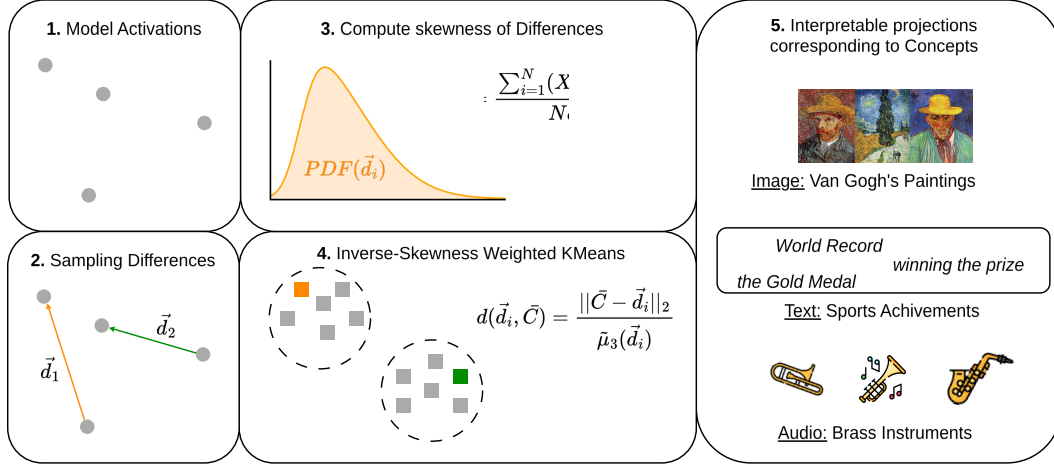 1. Model Activations
2. Sampling Differences
d⃗₁
d⃗₂
3. Compute skewness of Differences
PDF(d⃗ᵢ)
: ∑ᵢ₌₁ᴺ (X
N
4. Inverse-Skewness Weighted KMeans
d(d⃗ᵢ, C̄) = ||C̄ − d⃗ᵢ||₂ / μ̃₃(d⃗ᵢ)
5. Interpretable projections
corresponding to Concepts
Image: Van Gogh's Paintings
World Record
winning the prize
the Gold Medal
Text: Sports Achivements
Audio: Brass Instruments